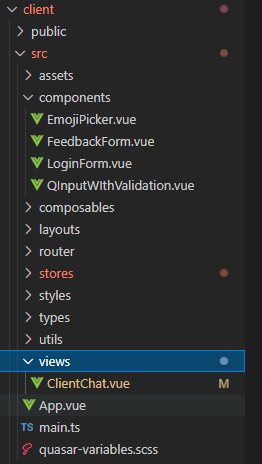 client
public
src
assets
components
EmojiPicker.vue
FeedbackForm.vue
LoginForm.vue
QInputWIthValidation.vue
composables
layouts
router
stores
styles
types
utils
views
ClientChat.vue M
App.vue
TS main.ts
quasar-variables.scss